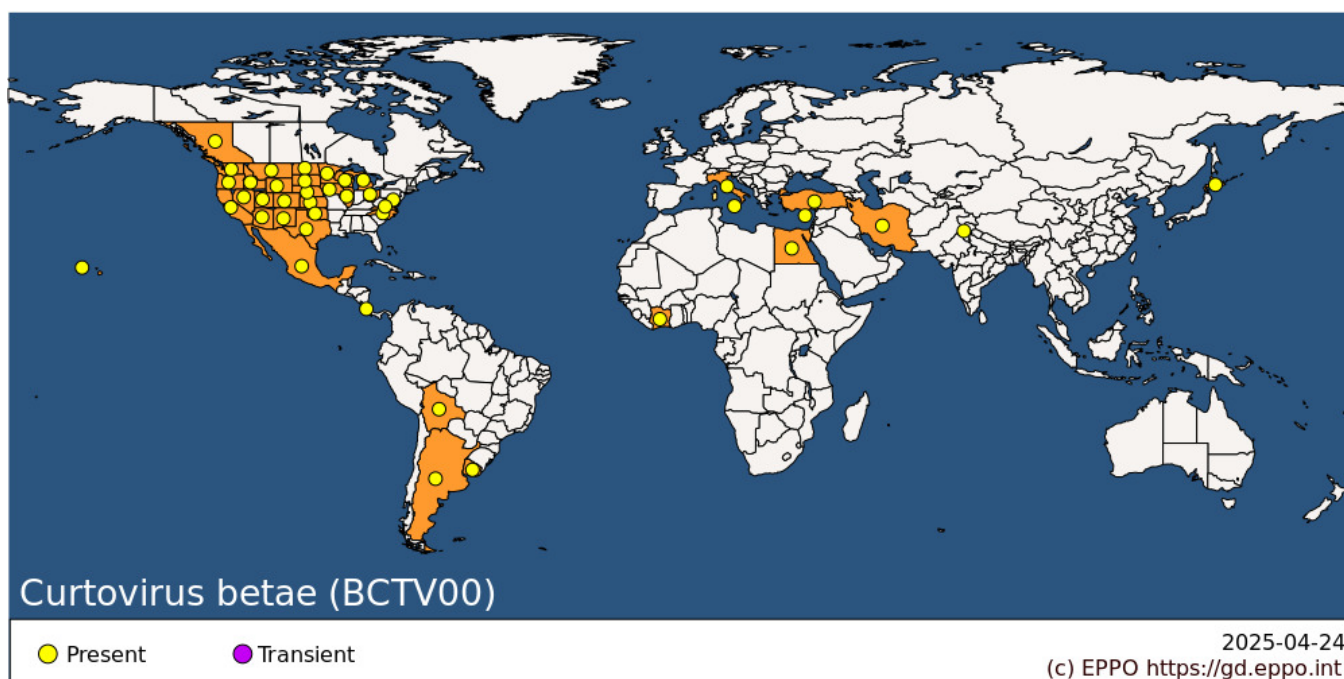 Curtovirus betae (BCTV00)
Present
Transient
2025-04-24
(c) EPPO https://gd.eppo.int